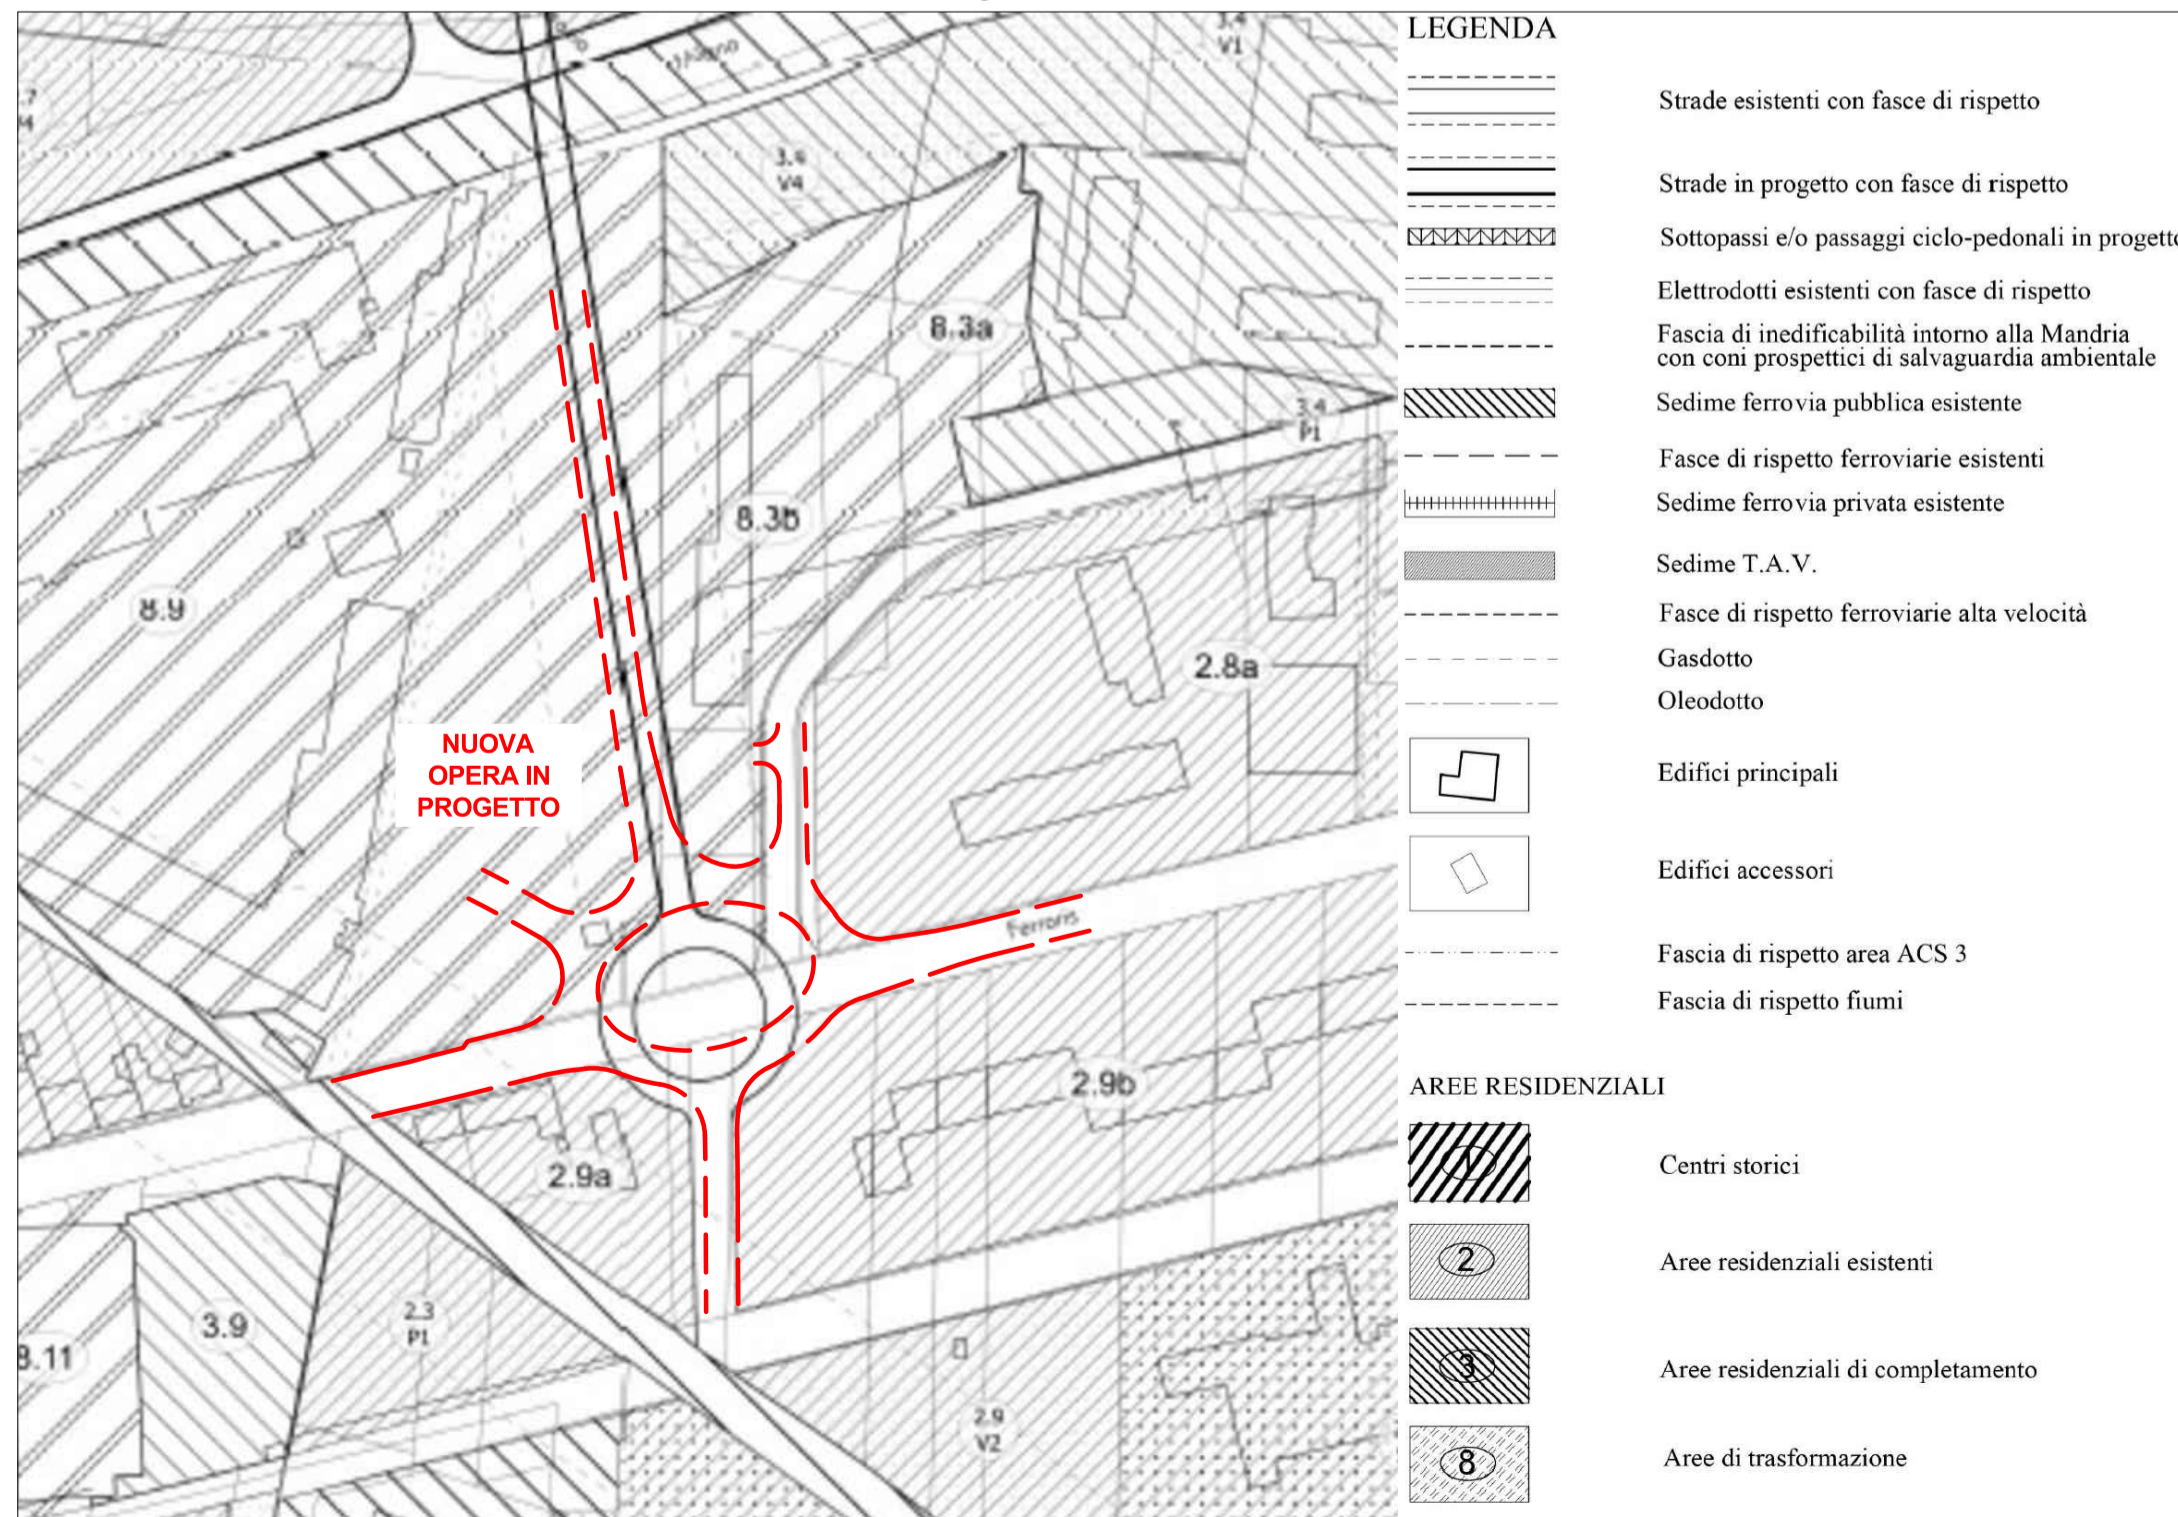 3.4
V1
3.4
V4
8.3a
3.4
P1
8.3b
8.9
2.8a
NUOVA
OPERA IN
PROGETTO
Ferraris
2.9b
2.9a
2.3
P1
3.9
8.11
2.9
V2
LEGENDA
Strade esistenti con fasce di rispetto
Strade in progetto con fasce di rispetto
Sottopassi e/o passaggi ciclo-pedonali in progetto
Elettrodotti esistenti con fasce di rispetto
Fascia di inedificabilità intorno alla Mandria
con coni prospettici di salvaguardia ambientale
Sedime ferrovia pubblica esistente
Fasce di rispetto ferroviarie esistenti
Sedime ferrovia privata esistente
Sedime T.A.V.
Fasce di rispetto ferroviarie alta velocità
Gasdotto
Oleodotto
Edifici principali
Edifici accessori
Fascia di rispetto area ACS 3
Fascia di rispetto fiumi
AREE RESIDENZIALI
1 Centri storici
2 Aree residenziali esistenti
3 Aree residenziali di completamento
8 Aree di trasformazione